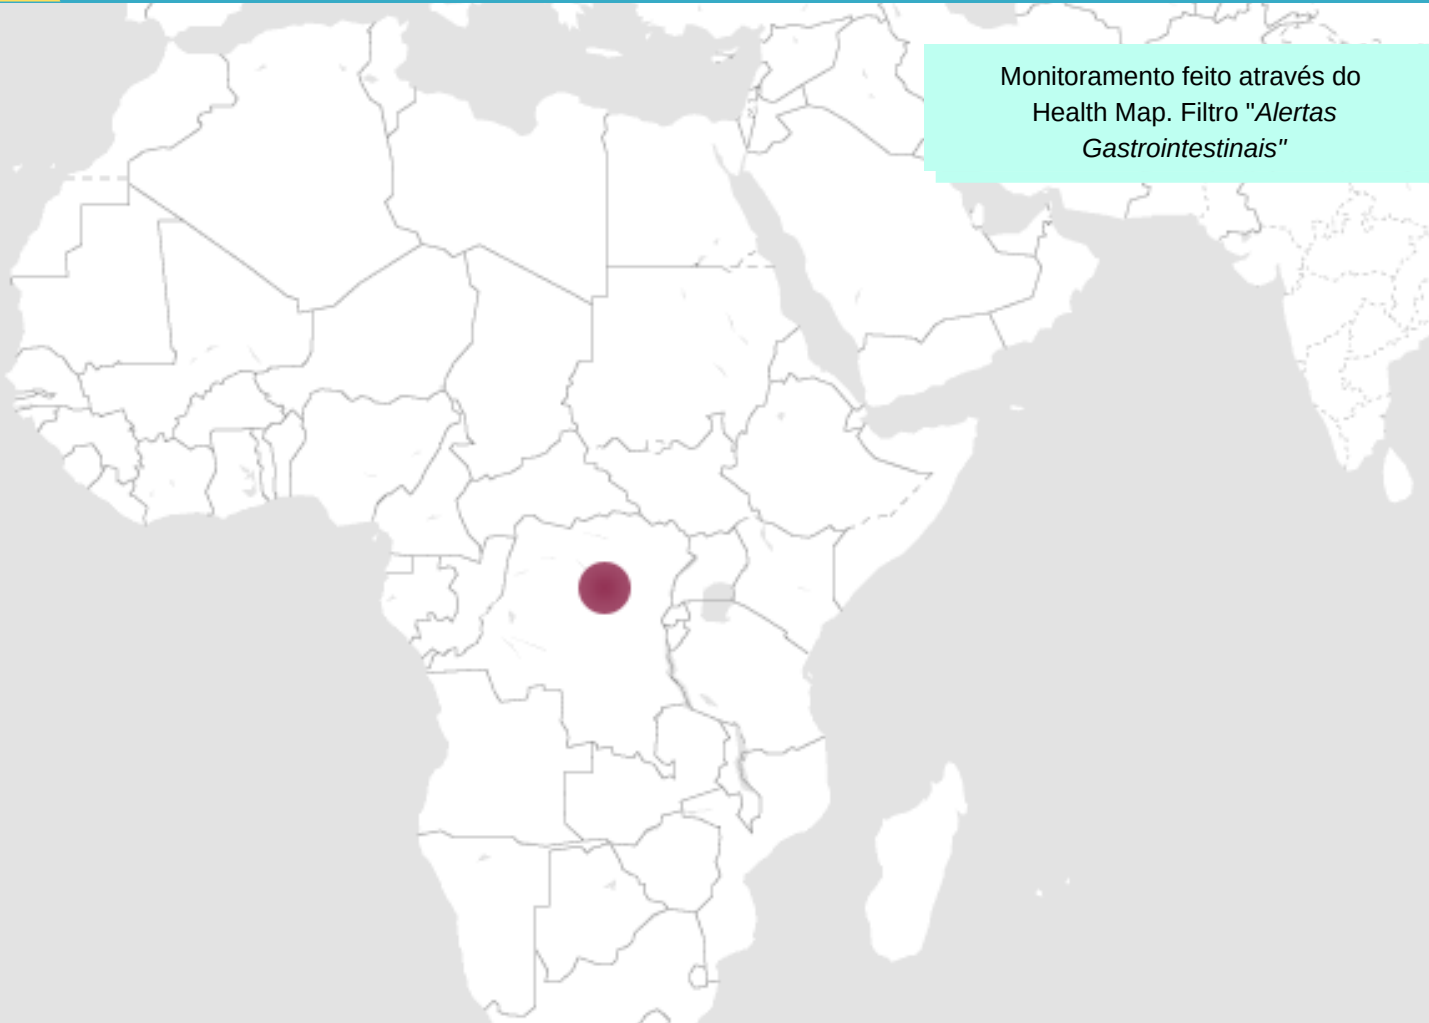 Monitoramento feito através do
Health Map. Filtro "Alertas
Gastrointestinais"